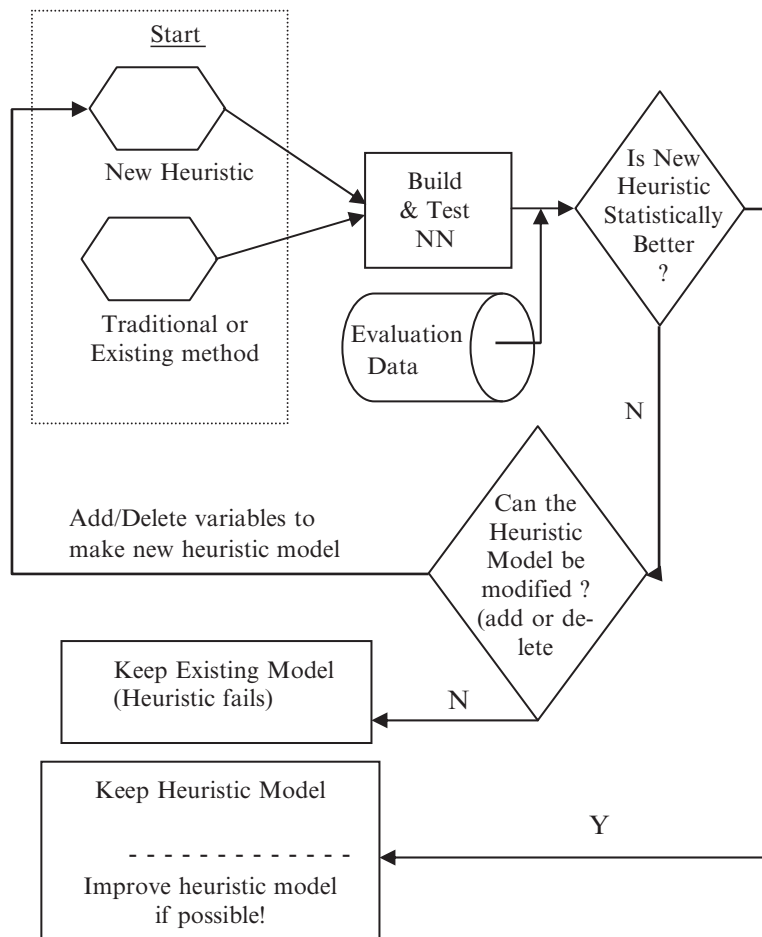 Start
New Heuristic
Traditional or
Existing method
Build
& Test
NN
Evaluation
Data
Is New
Heuristic
Statistically
Better
?
N
Can the
Heuristic
Model be
modified ?
(add or de-
lete
Add/Delete variables to
make new heuristic model
N
Keep Existing Model
(Heuristic fails)
Y
Keep Heuristic Model
- - - - - - - - - - - - -
Improve heuristic model
if possible!